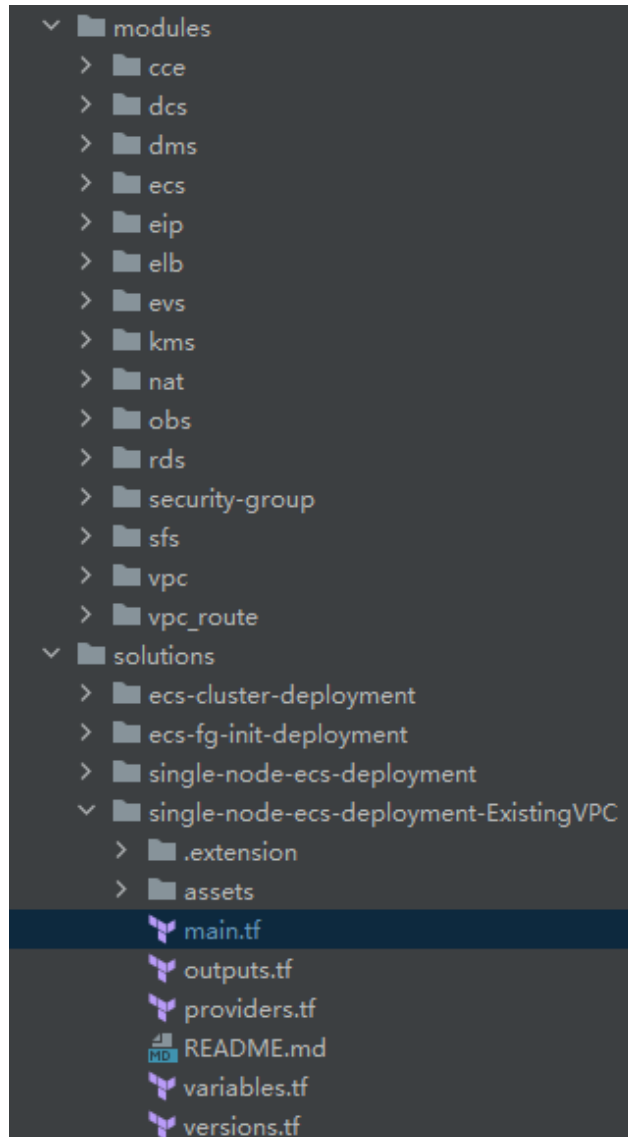 modules
cce
dcs
dms
ecs
eip
elb
evs
kms
nat
obs
rds
security-group
sfs
vpc
vpc_route
solutions
ecs-cluster-deployment
ecs-fg-init-deployment
single-node-ecs-deployment
single-node-ecs-deployment-ExistingVPC
.extension
assets
main.tf
outputs.tf
providers.tf
MD README.md
variables.tf
versions.tf